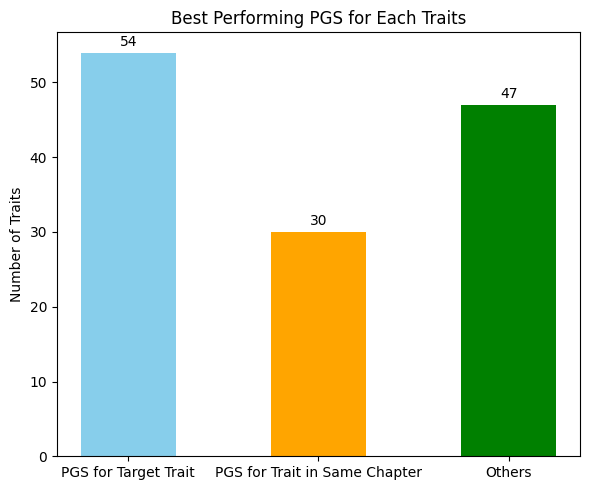 Best Performing PGS for Each Traits
54
47
30
Number of Traits
50
40
30
20
10
0
PGS for Target Trait
PGS for Trait in Same Chapter
Others